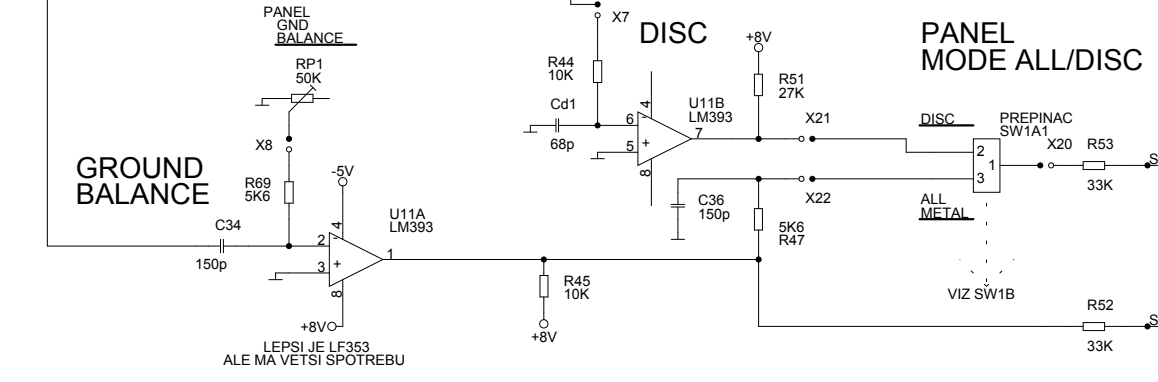 PANEL
GND
BALANCE
RP1
50K
X8
GROUND
BALANCE
R69
5K6
-5V
C34
150p
2
-
3
+
4
8
1
U11A
LM393
+8V
LEPSI JE LF353
ALE MA VETSI SPOTREBU
X7
DISC
R44
10K
Cd1
68p
6
-
5
+
4
8
7
U11B
LM393
+8V
R51
27K
X21
X22
C36
150p
5K6
R47
R45
10K
+8V
PANEL
MODE ALL/DISC
DISC
PREPINAC
SW1A1
2
1
3
X20
R53
33K
S
ALL
METAL
VIZ SW1B
R52
33K
S